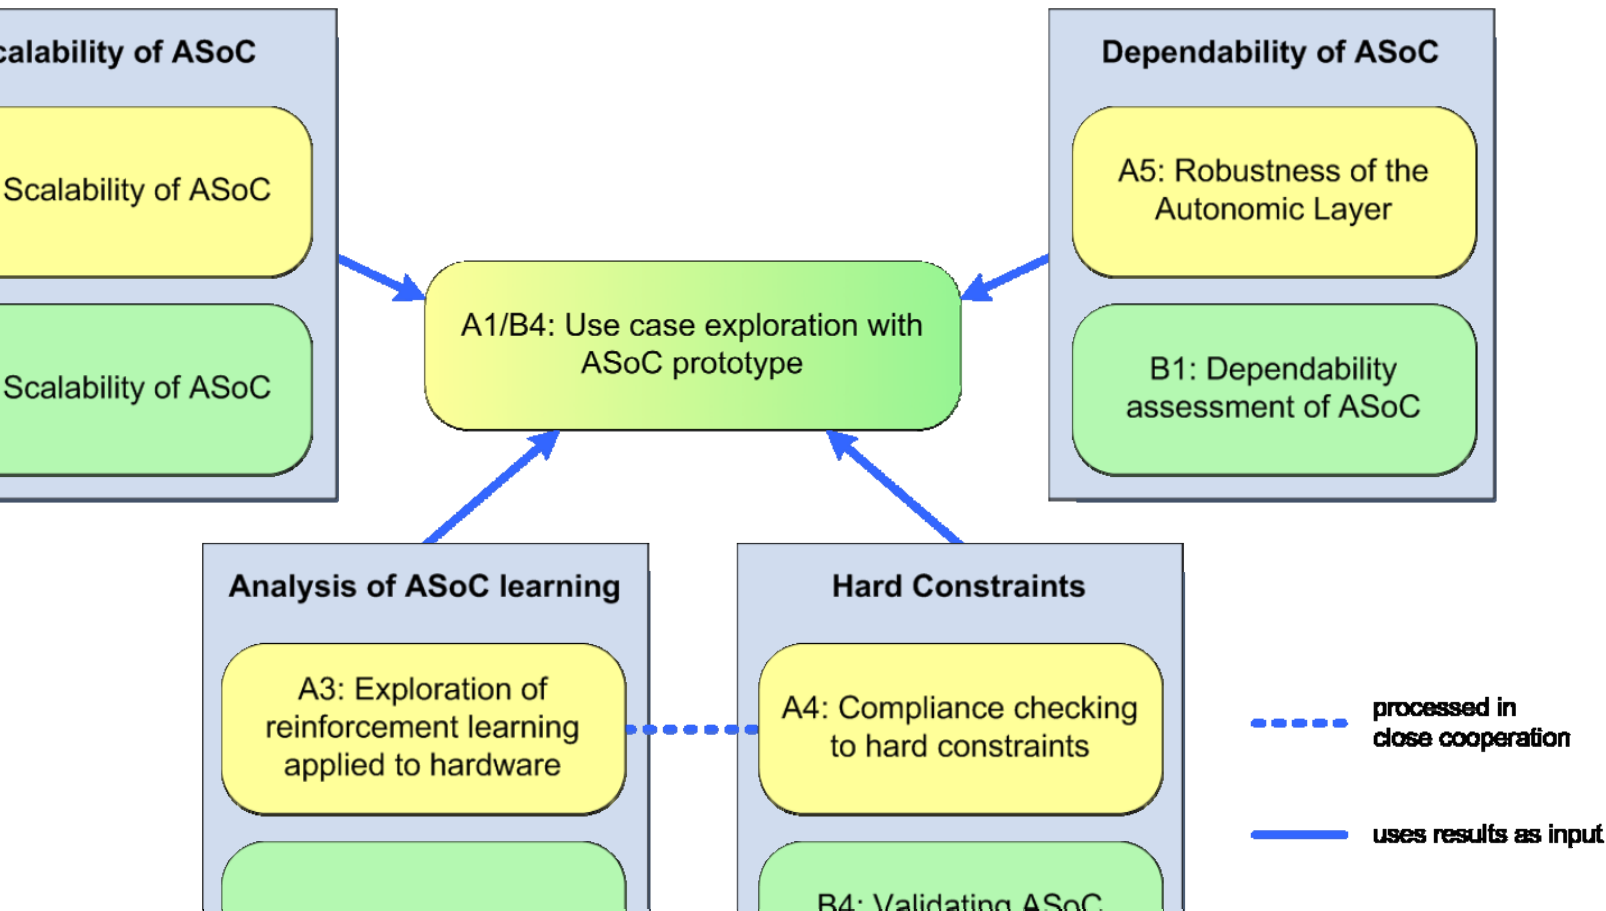 calability of ASoC
Dependability of ASoC
Scalability of ASoC
A5: Robustness of the
Autonomic Layer
A1/B4: Use case exploration with
ASoC prototype
Scalability of ASoC
B1: Dependability
assessment of ASoC
Analysis of ASoC learning
Hard Constraints
A3: Exploration of
reinforcement learning
applied to hardware
A4: Compliance checking
to hard constraints
processed in
close cooperation
uses results as input
B4: Validating ASoC